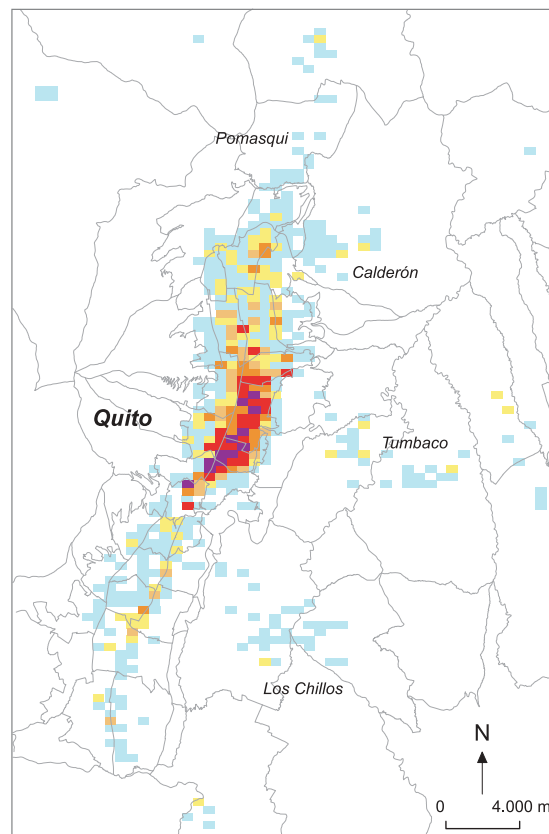 Pomasqui
Calderón
Quito
Tumbaco
Los Chillos
N
0 4.000 m